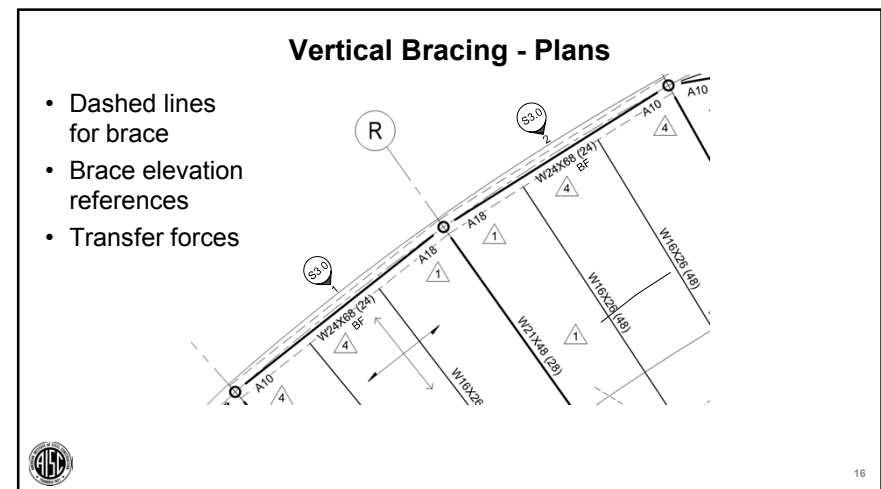 Vertical Bracing - Plans
• Dashed lines
for brace
• Brace elevation
references
• Transfer forces
R
S3.0
2
A10
A10
4
W24X68 (24)
BF
4
A18
1
W16X26 (48)
S3.0
1
A18
1
W16X26 (48)
W24X68 (24)
BF
4
1
W21X48 (28)
A10
4
W16X26
AISC
16